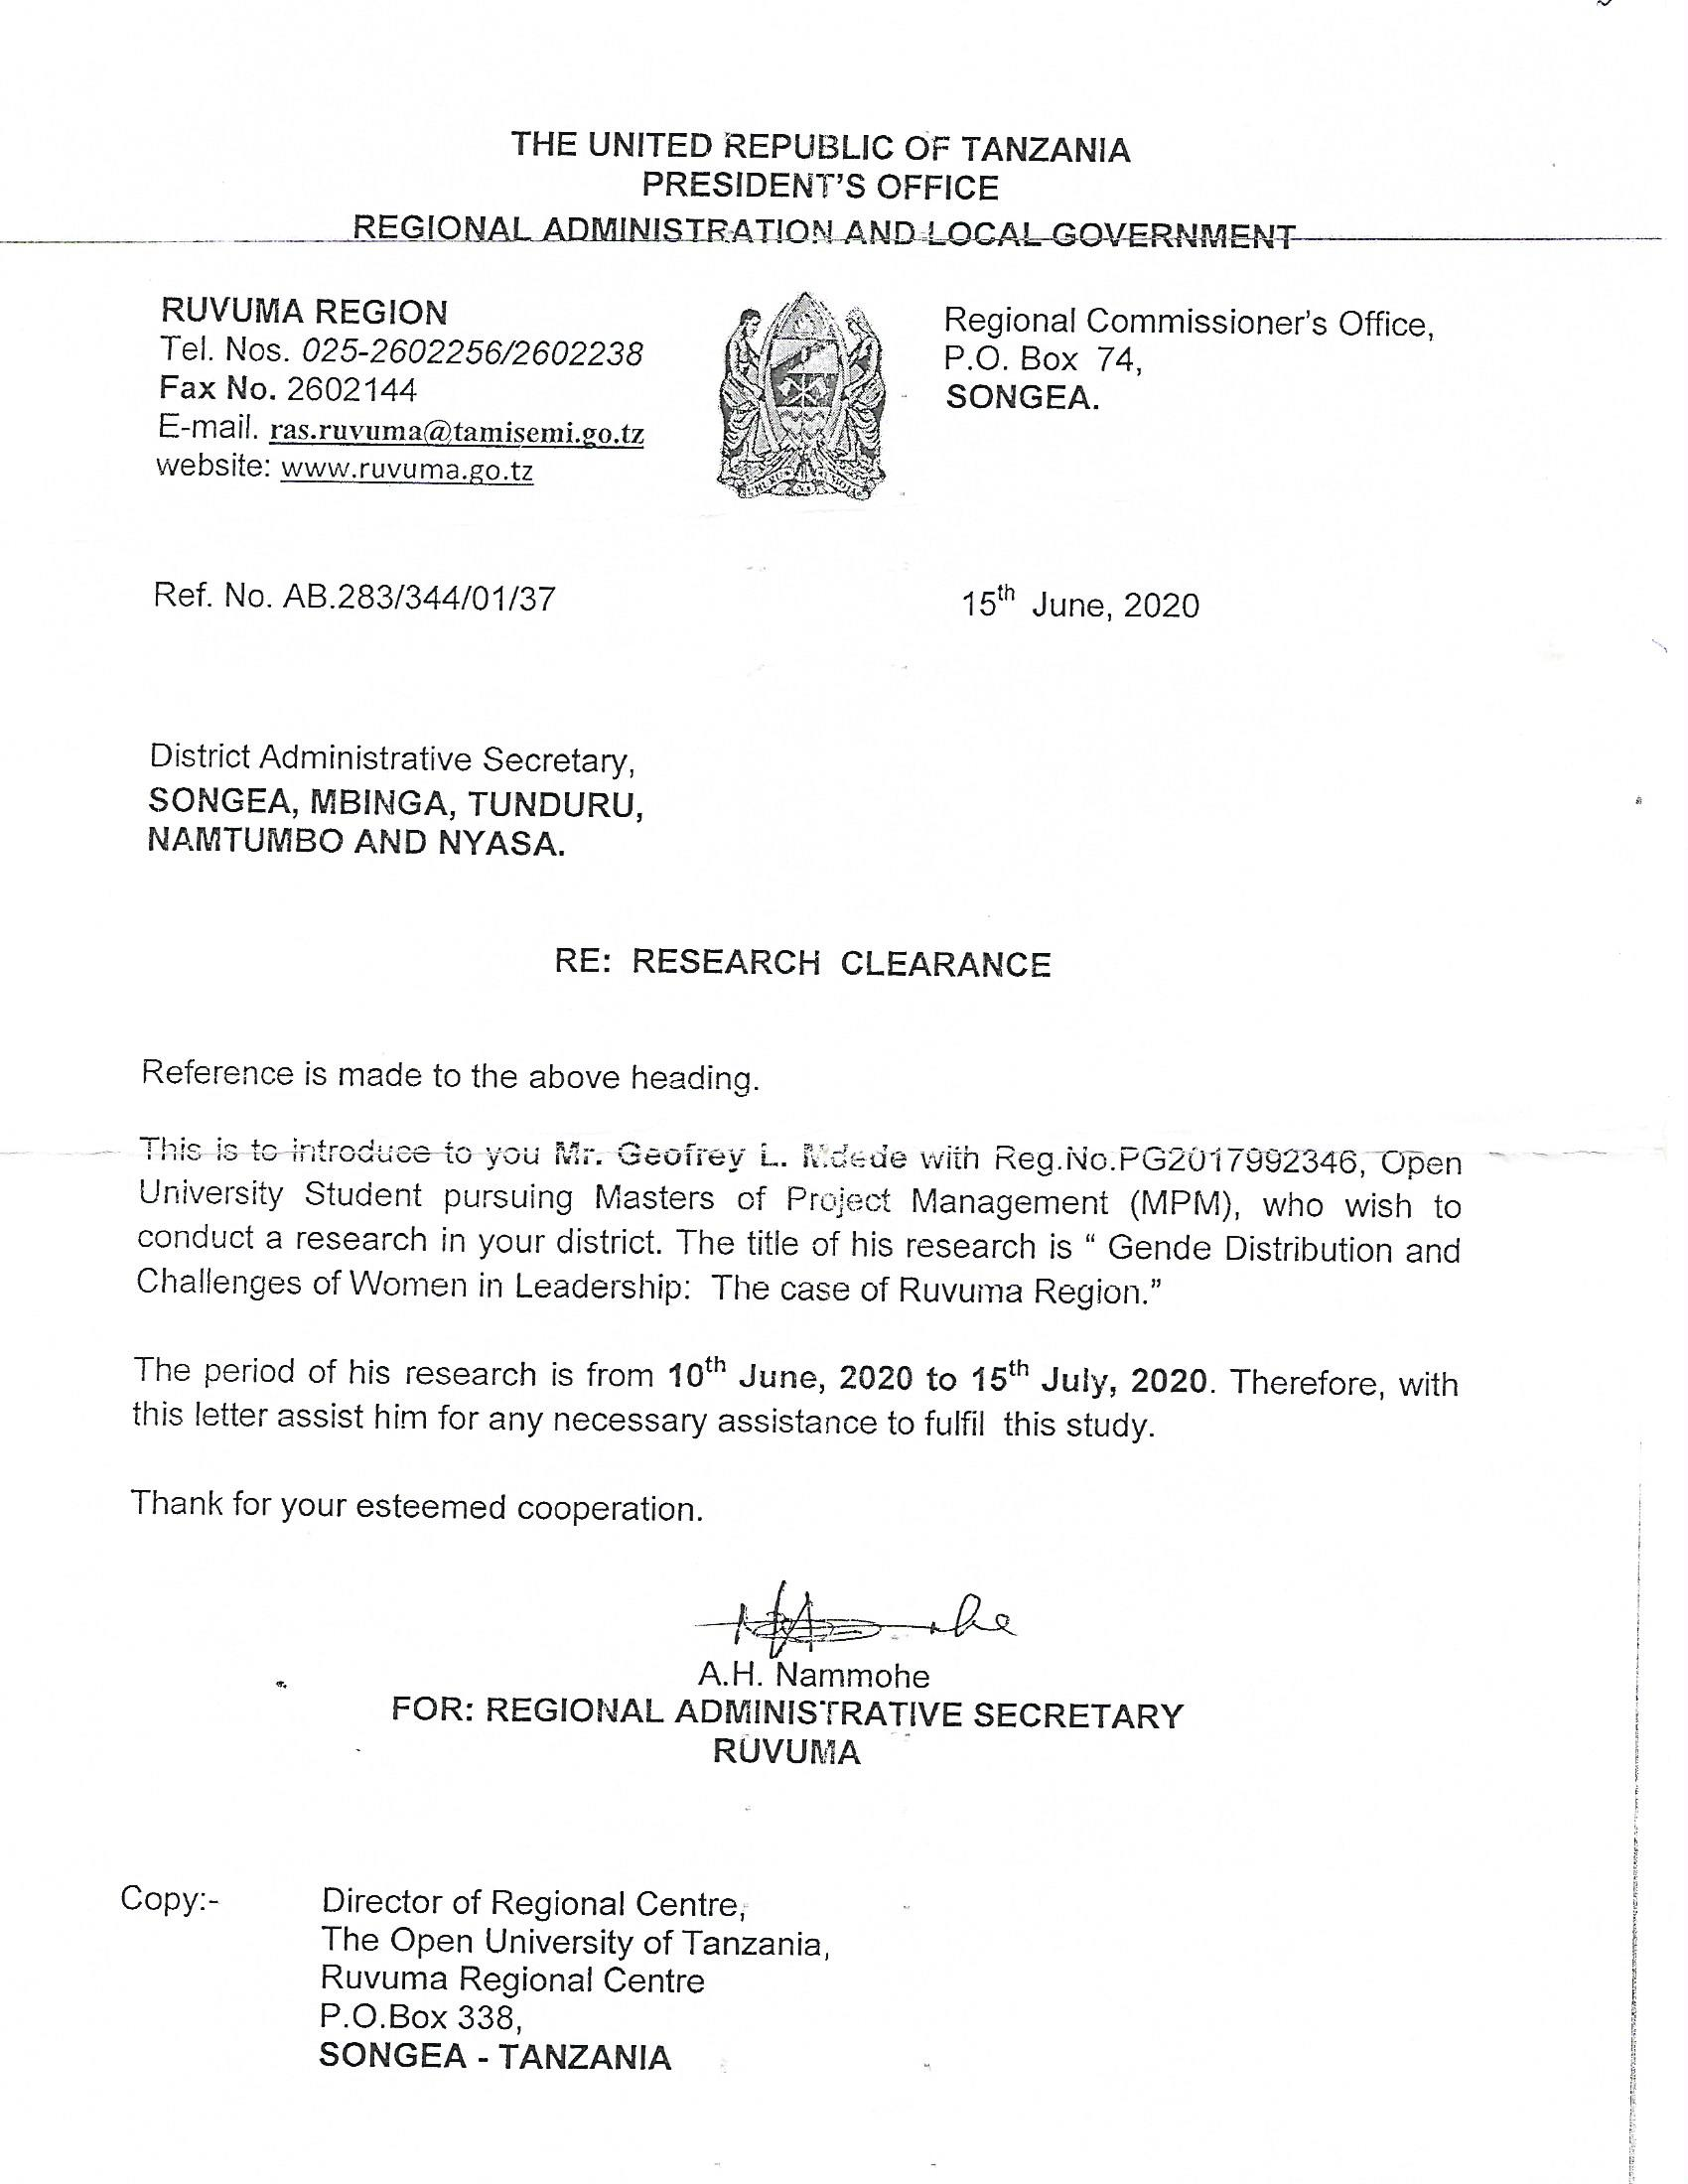 THE UNITED REPUBLIC OF TANZANIA
PRESIDENT'S OFFICE
REGIONAL ADMINISTRATION AND LOCAL GOVERNMENT
RUVUMA REGION
Tel. Nos. 025-2602256/2602238
Fax No. 2602144
E-mail. ras.ruvuma@tamisemi.go.tz
website: www.ruvuma.go.tz
Regional Commissioner's Office,
P.O. Box 74,
SONGEA.
Ref. No. AB.283/344/01/37
15th June, 2020
District Administrative Secretary,
SONGEA, MBINGA, TUNDURU,
NAMTUMBO AND NYASA.
RE: RESEARCH CLEARANCE
Reference is made to the above heading.
This is to introduce to you Mr. Geofrey L. Mdede with Reg.No.PG2017992346, Open
University Student pursuing Masters of Project Management (MPM), who wish to
conduct a research in your district. The title of his research is “ Gende Distribution and
Challenges of Women in Leadership: The case of Ruvuma Region.”
The period of his research is from 10th June, 2020 to 15th July, 2020. Therefore, with
this letter assist him for any necessary assistance to fulfil this study.
Thank for your esteemed cooperation.
A.H. Nammohe
FOR: REGIONAL ADMINISTRATIVE SECRETARY
RUVUMA
Copy:-
Director of Regional Centre,
The Open University of Tanzania,
Ruvuma Regional Centre
P.O.Box 338,
SONGEA - TANZANIA